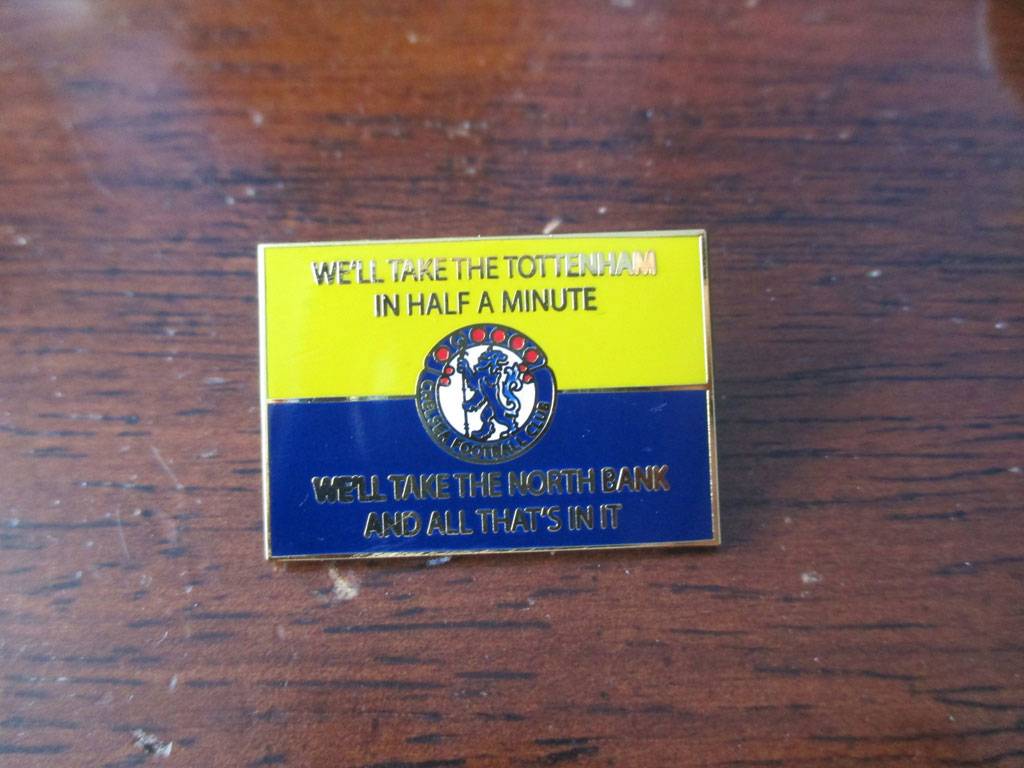 WE'LL TAKE THE TOTTENHAM
IN HALF A MINUTE
CHELSEA FOOTBALL CLUB
WE'LL TAKE THE NORTH BANK
AND ALL THAT'S IN IT